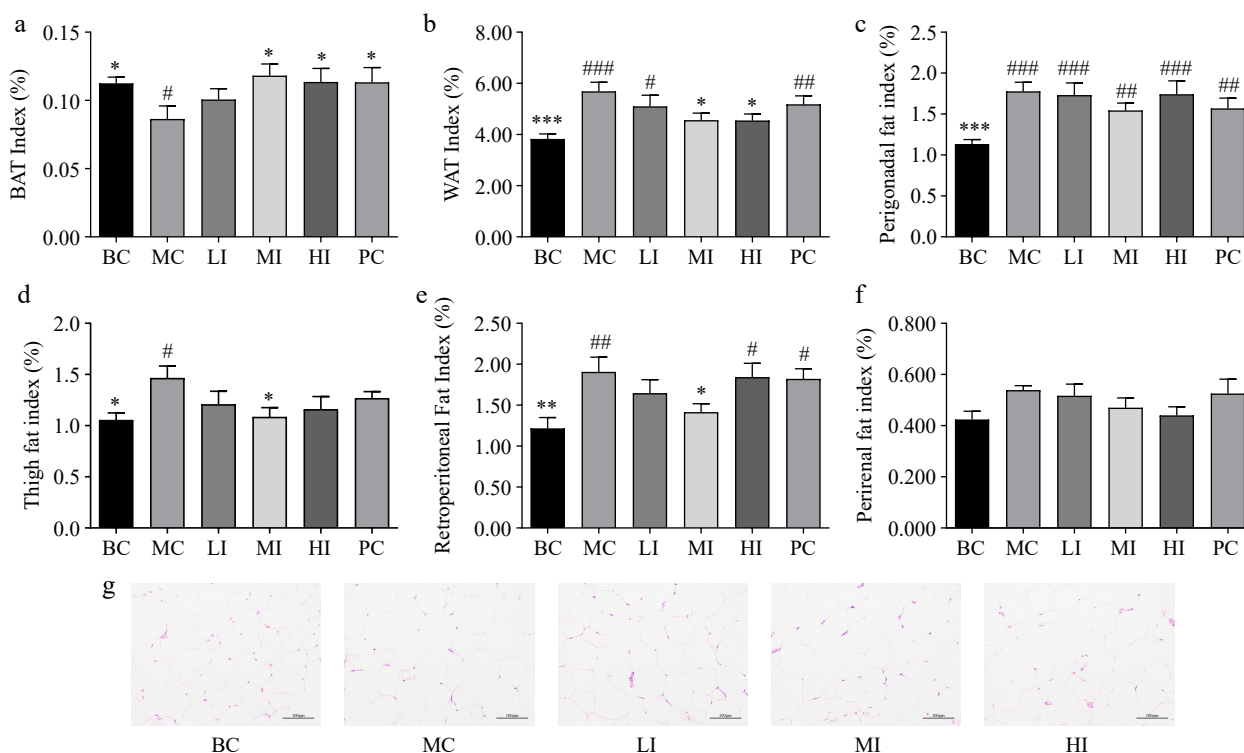 a
BAT Index (%)
0.15
0.10
0.05
0.00
*
#
*
*
*
BC MC LI MI HI PC
b
WAT Index (%)
8.00
6.00
4.00
2.00
0.00
***
###
#
*
*
##
BC MC LI MI HI PC
c
Perigonadal fat index (%)
2.5
2.0
1.5
1.0
0.5
0.0
***
###
###
##
###
##
BC MC LI MI HI PC
d
Thigh fat index (%)
2.0
1.5
1.0
0.5
0.0
*
#
*
BC MC LI MI HI PC
e
Retroperitoneal Fat Index (%)
2.50
2.00
1.50
1.00
0.50
0.00
**
##
*
#
#
BC MC LI MI HI PC
f
Perirenal fat index (%)
0.800
0.600
0.400
0.200
0.000
BC MC LI MI HI PC
g
100μm
100μm
100μm
100μm
100μm
BC MC LI MI HI